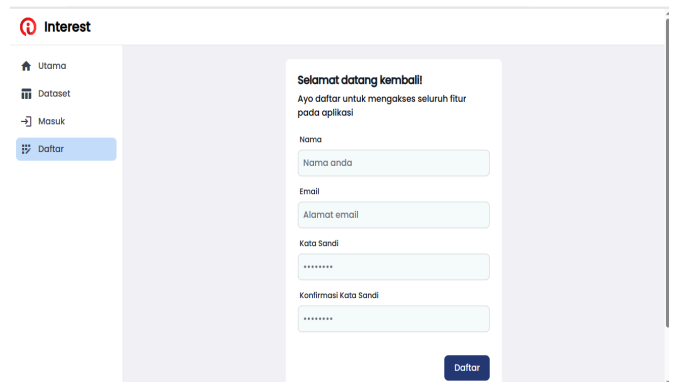 Interest
Utama
Dataset
Masuk
Daftar
Selamat datang kembali!
Ayo daftar untuk mengakses seluruh fitur
pada aplikasi
Nama
Nama anda
Email
Alamat email
Kata Sandi
••••••••
Konfirmasi Kata Sandi
••••••••
Daftar